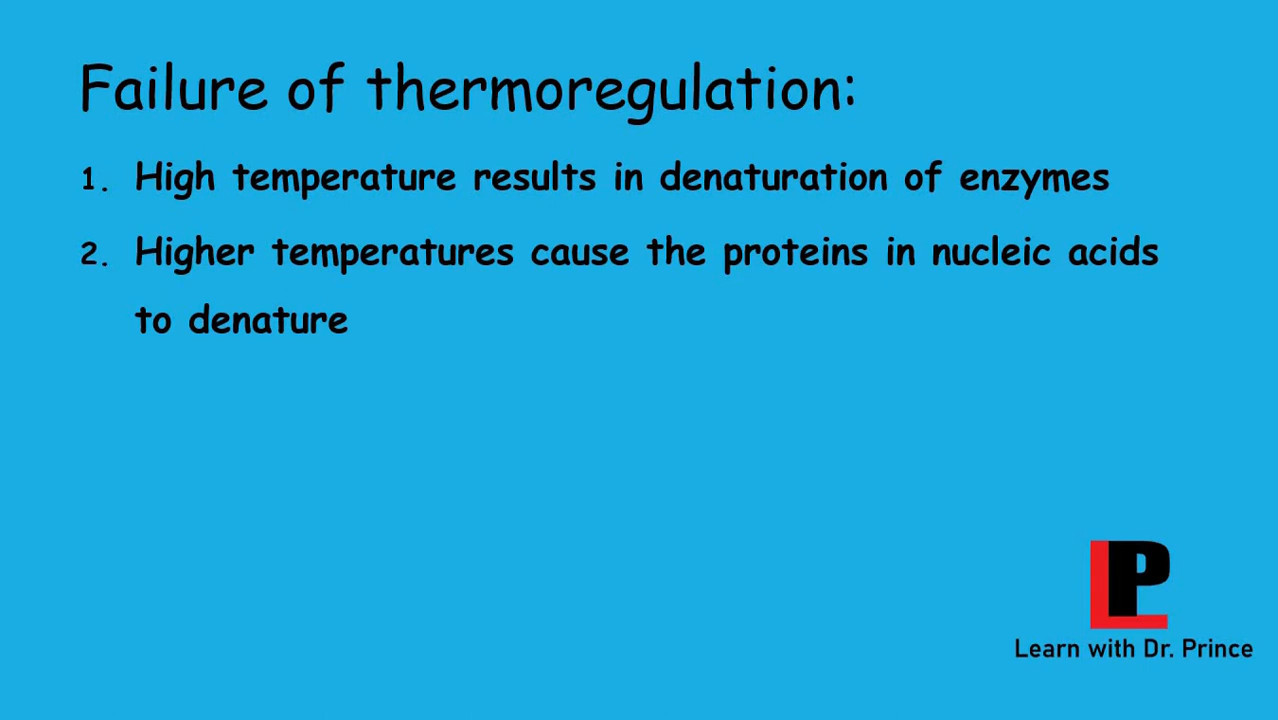 Failure of thermoregulation:
1. High temperature results in denaturation of enzymes
2. Higher temperatures cause the proteins in nucleic acids
to denature
LP
Learn with Dr. Prince